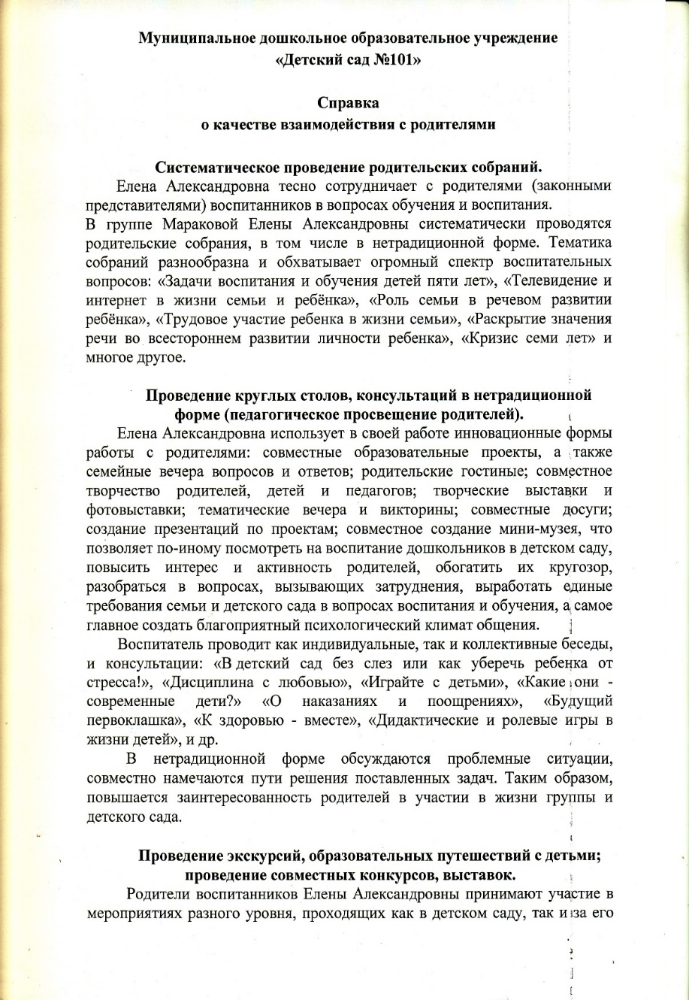 Муниципальное дошкольное образовательное учреждение
«Детский сад №101»
Справка
о качестве взаимодействия с родителями
Систематическое проведение родительских собраний.
Елена Александровна тесно сотрудничает с родителями (законными
представителями) воспитанников в вопросах обучения и воспитания.
В группе Мараковой Елены Александровны систематически проводятся
родительские собрания, в том числе в нетрадиционной форме. Тематика
собраний разнообразна и обхватывает огромный спектр воспитательных
вопросов: «Задачи воспитания и обучения детей пяти лет», «Телевидение и
интернет в жизни семьи и ребёнка», «Роль семьи в речевом развитии
ребёнка», «Трудовое участие ребенка в жизни семьи», «Раскрытие значения
речи во всестороннем развитии личности ребенка», «Кризис семи лет» и
многое другое.
Проведение круглых столов, консультаций в нетрадиционной
форме (педагогическое просвещение родителей).
Елена Александровна использует в своей работе инновационные формы
работы с родителями: совместные образовательные проекты, а также
семейные вечера вопросов и ответов; родительские гостиные; совместное
творчество родителей, детей и педагогов; творческие выставки и
фотовыставки; тематические вечера и викторины; совместные досуги;
создание презентаций по проектам; совместное создание мини-музея, что
позволяет по-иному посмотреть на воспитание дошкольников в детском саду,
повысить интерес и активность родителей, обогатить их кругозор,
разобраться в вопросах, вызывающих затруднения, выработать единые
требования семьи и детского сада в вопросах воспитания и обучения, а самое
главное создать благоприятный психологический климат общения.
Воспитатель проводит как индивидуальные, так и коллективные беседы,
и консультации: «В детский сад без слез или как уберечь ребенка от
стресса!», «Дисциплина с любовью», «Играйте с детьми», «Какие они -
современные дети?» «О наказаниях и поощрениях», «Будущий
первоклашка», «К здоровью - вместе», «Дидактические и ролевые игры в
жизни детей», и др.
В нетрадиционной форме обсуждаются проблемные ситуации,
совместно намечаются пути решения поставленных задач. Таким образом,
повышается заинтересованность родителей в участии в жизни группы и
детского сада.
Проведение экскурсий, образовательных путешествий с детьми;
проведение совместных конкурсов, выставок.
Родители воспитанников Елены Александровны принимают участие в
мероприятиях разного уровня, проходящих как в детском саду, так и за его